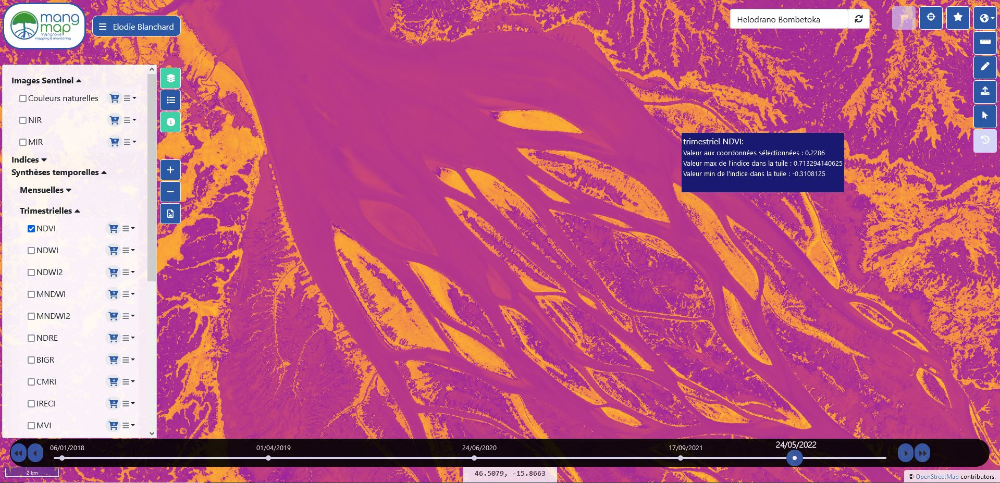 mang
map
mangrove
mapping & monitoring
Elodie Blanchard
Helodrano Bombetoka
Images Sentinel
Couleurs naturelles
NIR
MIR
Indices
Synthèses temporelles
Mensuelles
Trimestrielles
NDVI
NDWI
NDWI2
MNDWI
MNDWI2
NDRE
BIGR
CMRI
IRECI
MVI
trimestriel NDVI:
Valeur aux coordonnées sélectionnées : 0.2286
Valeur max de l'indice dans la tuile : 0.713294140625
Valeur min de l'indice dans la tuile : -0.3108125
06/01/2018
01/04/2019
24/06/2020
17/09/2021
24/05/2022
2 km
46.5079, -15.8663
© OpenStreetMap contributors.